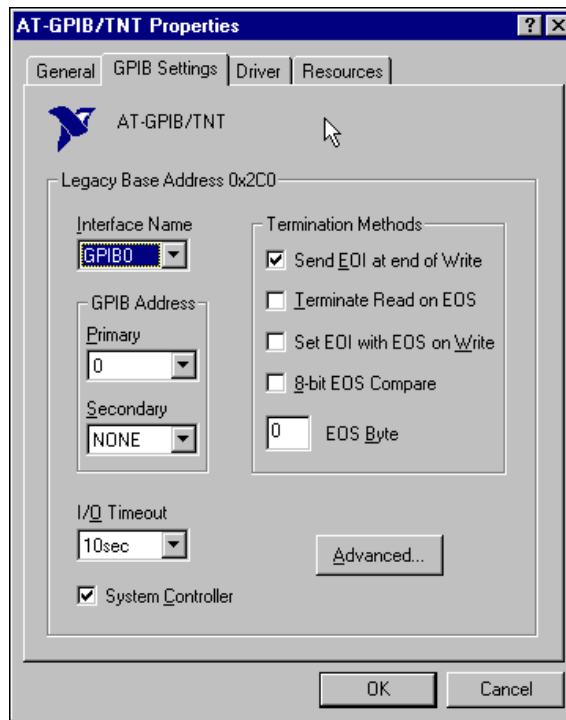 AT-GPIB/TNT Properties
General GPIB Settings Driver Resources
AT-GPIB/TNT
Legacy Base Address 0x2C0
Interface Name
GPIB0
GPIB Address
Primary
0
Secondary
NONE
I/O Timeout
10sec
System Controller
Termination Methods
Send EOI at end of Write
Terminate Read on EOS
Set EOI with EOS on Write
8-bit EOS Compare
0 EOS Byte
Advanced...
OK Cancel